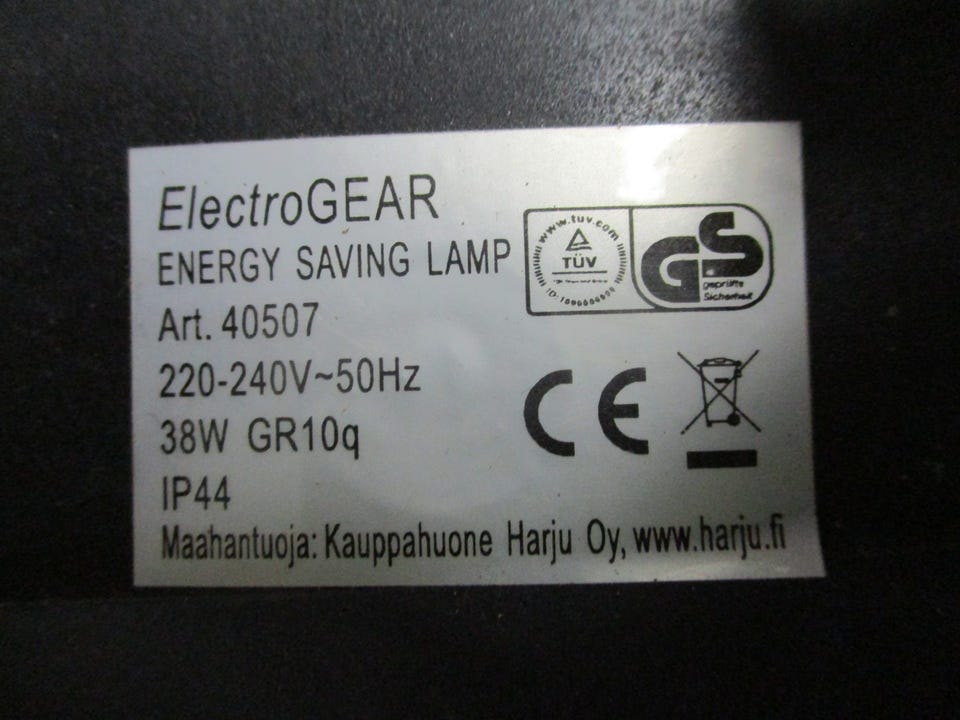 ElectroGEAR
ENERGY SAVING LAMP
Art. 40507
220-240V~50Hz
38W GR10q
IP44
Maahantuoja: Kauppahuone Harju Oy, www.harju.fi
www.tuv.com
TÜV
GS
geprüfte
Sicherheit
CE